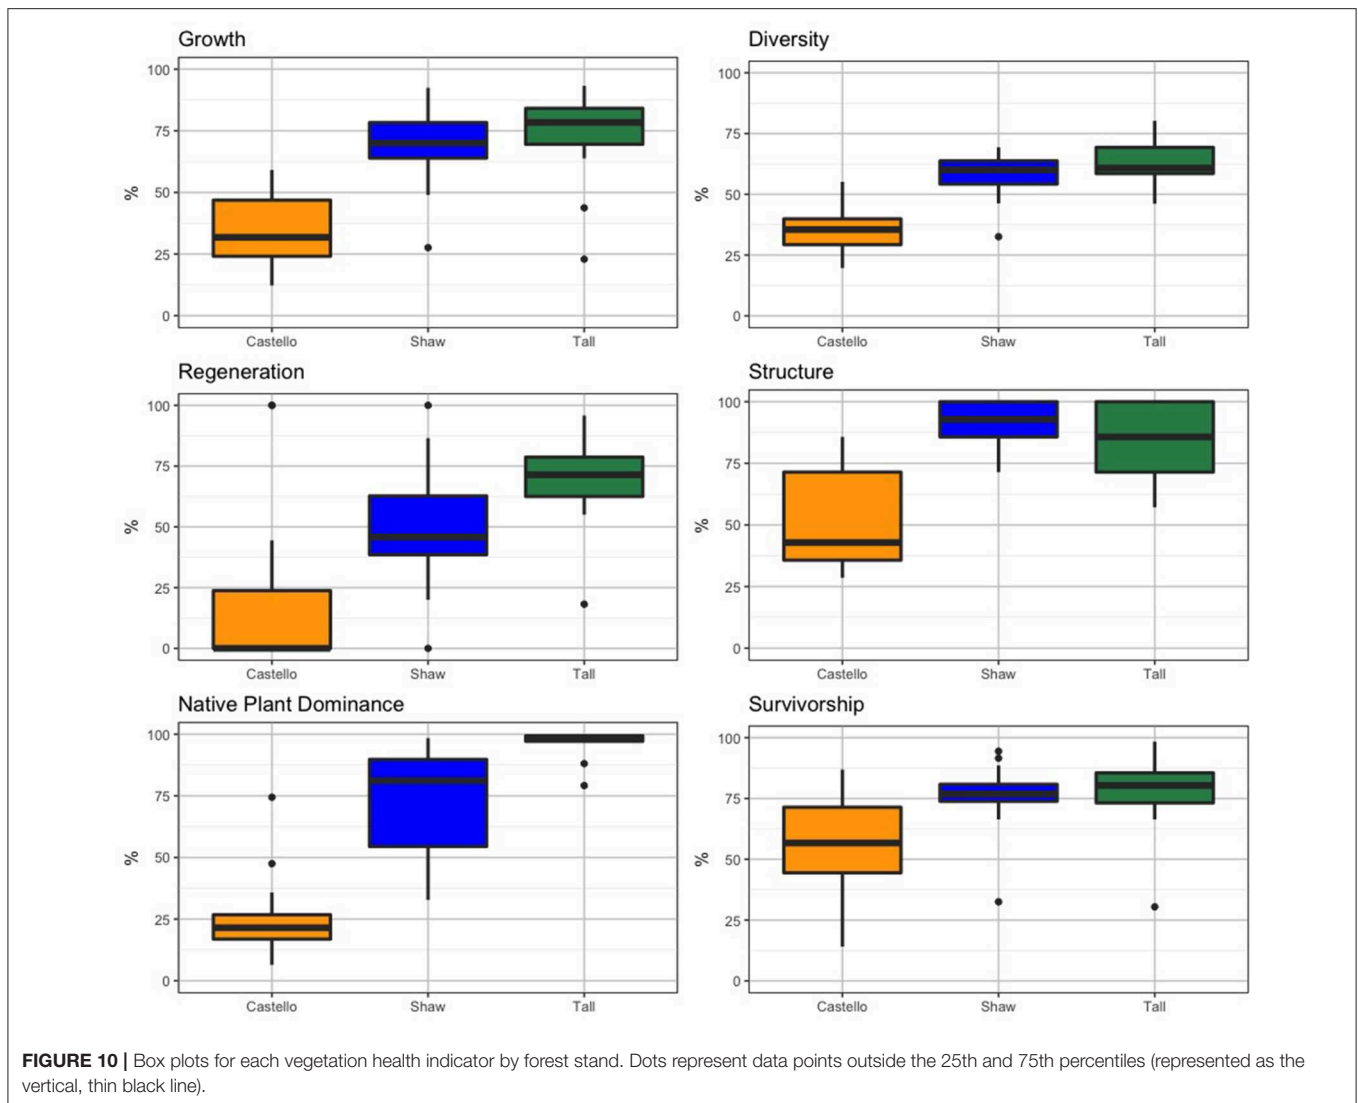 Growth
100
75
50
25
0
%
Castello Shaw Tall
Diversity
100
75
50
25
0
%
Castello Shaw Tall
Regeneration
100
75
50
25
0
%
Castello Shaw Tall
Structure
100
75
50
25
0
%
Castello Shaw Tall
Native Plant Dominance
100
75
50
25
0
%
Castello Shaw Tall
Survivorship
100
75
50
25
0
%
Castello Shaw Tall
FIGURE 10 | Box plots for each vegetation health indicator by forest stand. Dots represent data points outside the 25th and 75th percentiles (represented as the
vertical, thin black line).